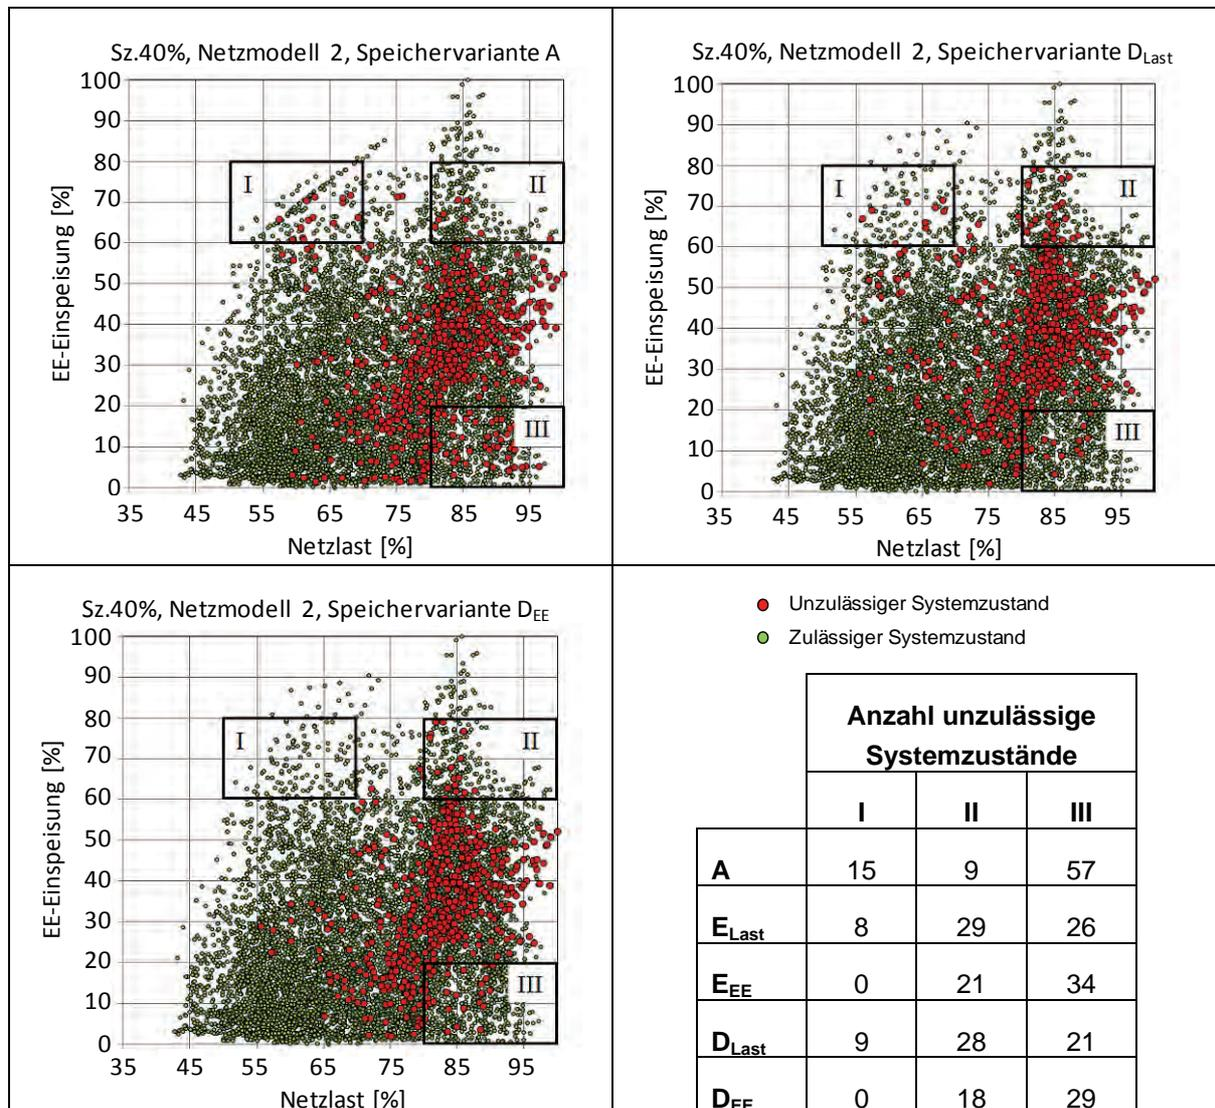 Sz.40%, Netzmodell 2, Speichervariante A
100
90
80
70
60
50
40
30
20
10
0
EE-Einspeisung [%]
I
II
III
35 45 55 65 75 85 95
Netzlast [%]
Sz.40%, Netzmodell 2, Speichervariante DLast
100
90
80
70
60
50
40
30
20
10
0
EE-Einspeisung [%]
I
II
III
35 45 55 65 75 85 95
Netzlast [%]
Sz.40%, Netzmodell 2, Speichervariante DEE
100
90
80
70
60
50
40
30
20
10
0
EE-Einspeisung [%]
I
II
III
35 45 55 65 75 85 95
Netzlast [%]
Unzulässiger Systemzustand
Zulässiger Systemzustand
Anzahl unzulässige
Systemzustände
I II III
A 15 9 57
ELast 8 29 26
EEE 0 21 34
DLast 9 28 21
DEE 0 18 29